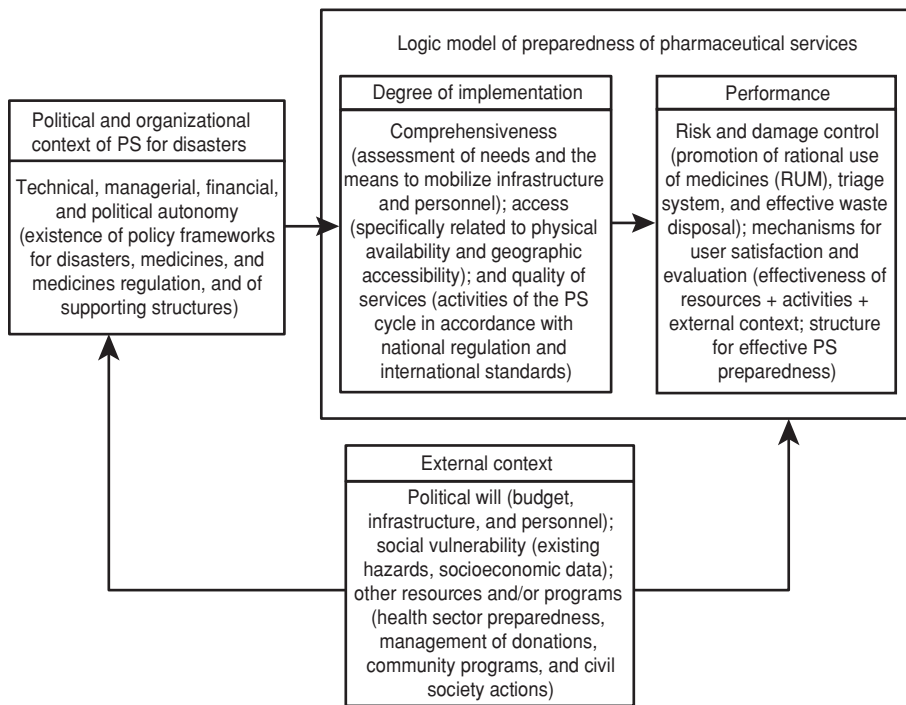 Logic model of preparedness of pharmaceutical services
Political and organizational
context of PS for disasters
Technical, managerial, financial,
and political autonomy
(existence of policy frameworks
for disasters, medicines, and
medicines regulation, and of
supporting structures)
Degree of implementation
Comprehensiveness
(assessment of needs and the
means to mobilize infrastructure
and personnel); access
(specifically related to physical
availability and geographic
accessibility); and quality of
services (activities of the PS
cycle in accordance with
national regulation and
international standards)
Performance
Risk and damage control
(promotion of rational use
of medicines (RUM), triage
system, and effective waste
disposal); mechanisms for
user satisfaction and
evaluation (effectiveness of
resources + activities +
external context; structure
for effective PS
preparedness)
External context
Political will (budget,
infrastructure, and personnel);
social vulnerability (existing
hazards, socioeconomic data);
other resources and/or programs
(health sector preparedness,
management of donations,
community programs, and civil
society actions)